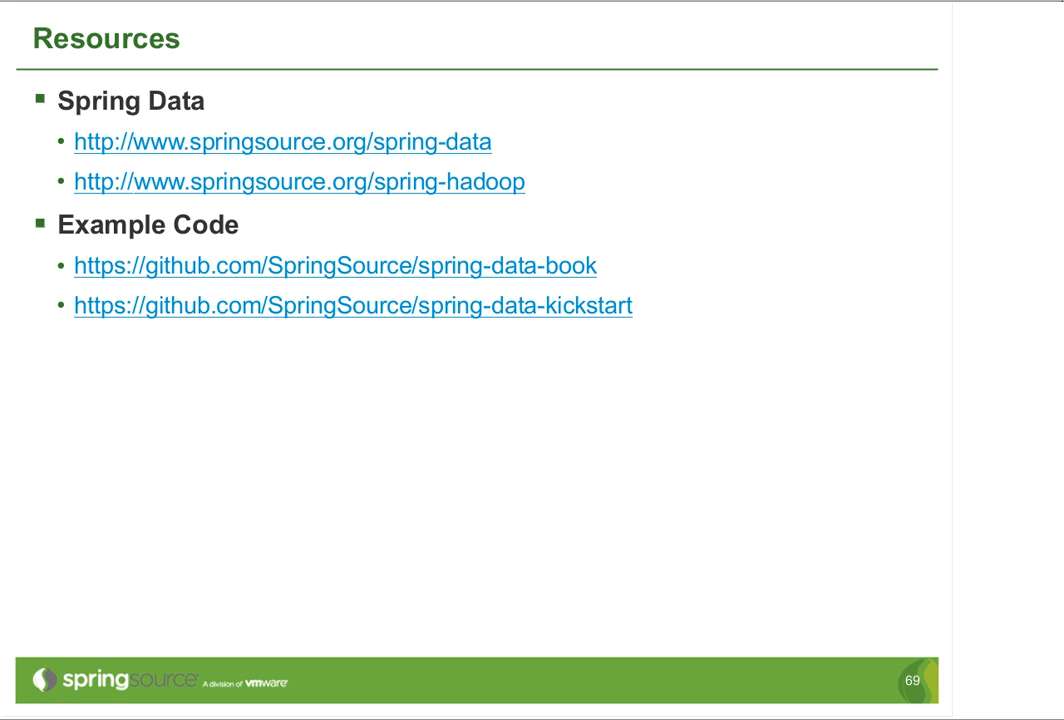 Resources
Spring Data
http://www.springsource.org/spring-data
http://www.springsource.org/spring-hadoop
Example Code
https://github.com/SpringSource/spring-data-book
https://github.com/SpringSource/spring-data-kickstart
springsource A division of vmware
69